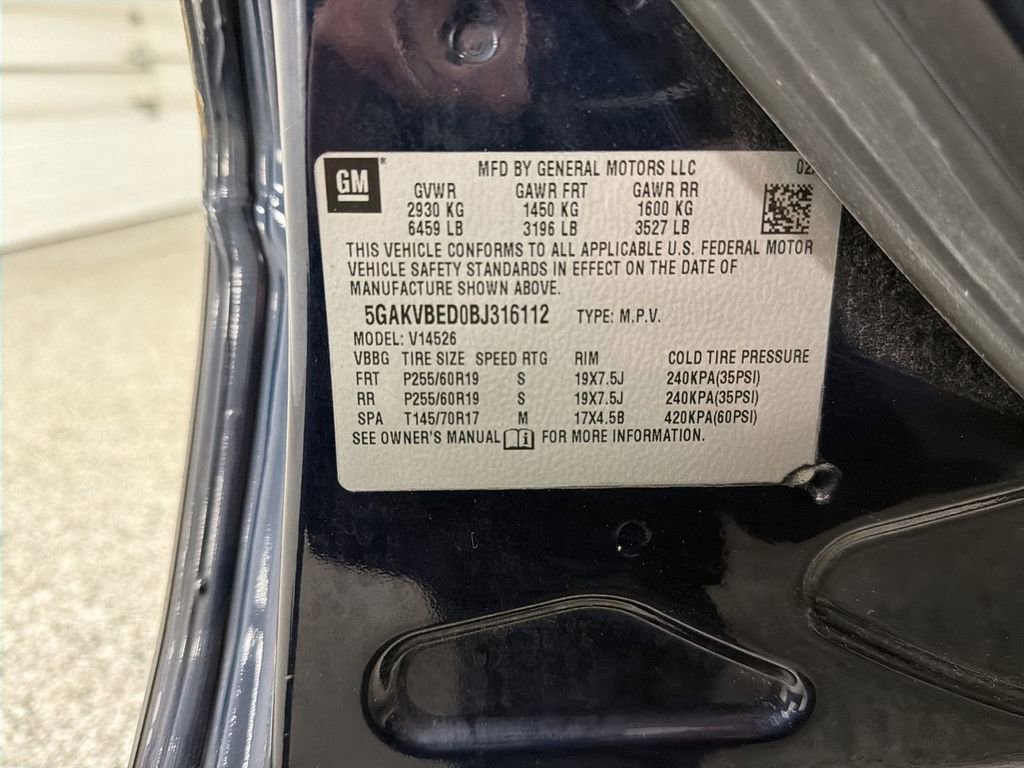 GM®
MFD BY GENERAL MOTORS LLC 02
GVWR GAWR FRT GAWR RR
2930 KG 1450 KG 1600 KG
6459 LB 3196 LB 3527 LB
THIS VEHICLE CONFORMS TO ALL APPLICABLE U.S. FEDERAL MOTOR
VEHICLE SAFETY STANDARDS IN EFFECT ON THE DATE OF
MANUFACTURE SHOWN ABOVE.
5GAKVBED0BJ316112 TYPE: M.P.V.
MODEL: V14526
VBBG TIRE SIZE SPEED RTG RIM COLD TIRE PRESSURE
FRT P255/60R19 S 19X7.5J 240KPA(35PSI)
RR P255/60R19 S 19X7.5J 240KPA(35PSI)
SPA T145/70R17 M 17X4.5B 420KPA(60PSI)
SEE OWNER'S MANUAL i FOR MORE INFORMATION.